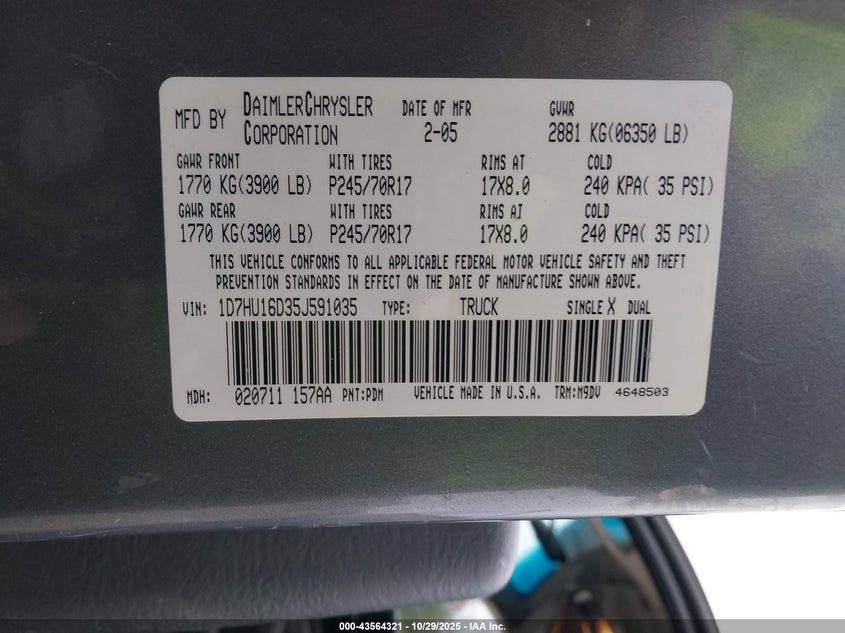 MFD BY DAIMLERCHRYSLER CORPORATION DATE OF MFR 2-05 GVWR 2881 KG(06350 LB)
GAWR FRONT WITH TIRES RIMS AT COLD
1770 KG(3900 LB) P245/70R17 17X8.0 240 KPA( 35 PSI)
GAWR REAR WITH TIRES RIMS AT COLD
1770 KG(3900 LB) P245/70R17 17X8.0 240 KPA( 35 PSI)
THIS VEHICLE CONFORMS TO ALL APPLICABLE FEDERAL MOTOR VEHICLE SAFETY AND THEFT
PREVENTION STANDARDS IN EFFECT ON THE DATE OF MANUFACTURE SHOWN ABOVE.
VIN: 1D7HU16D35J591035 TYPE: TRUCK SINGLE X DUAL
MDH: 020711 157AA PNT:PDM VEHICLE MADE IN U.S.A. TRM:M9DV 4648503
000-43564321 - 10/29/2025 - IAA Inc.